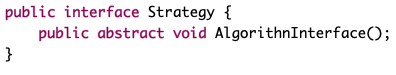 public interface Strategy {
    public abstract void AlgorithnInterface();
}